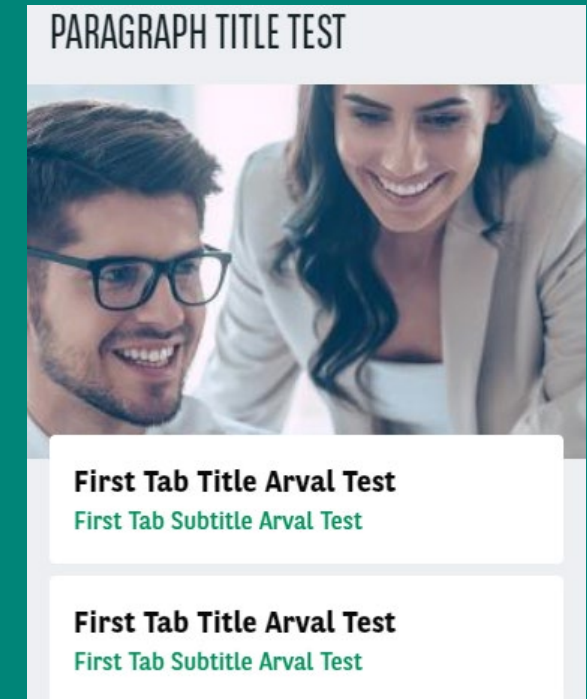 PARAGRAPH TITLE TEST
First Tab Title Arval Test
First Tab Subtitle Arval Test
First Tab Title Arval Test
First Tab Subtitle Arval Test